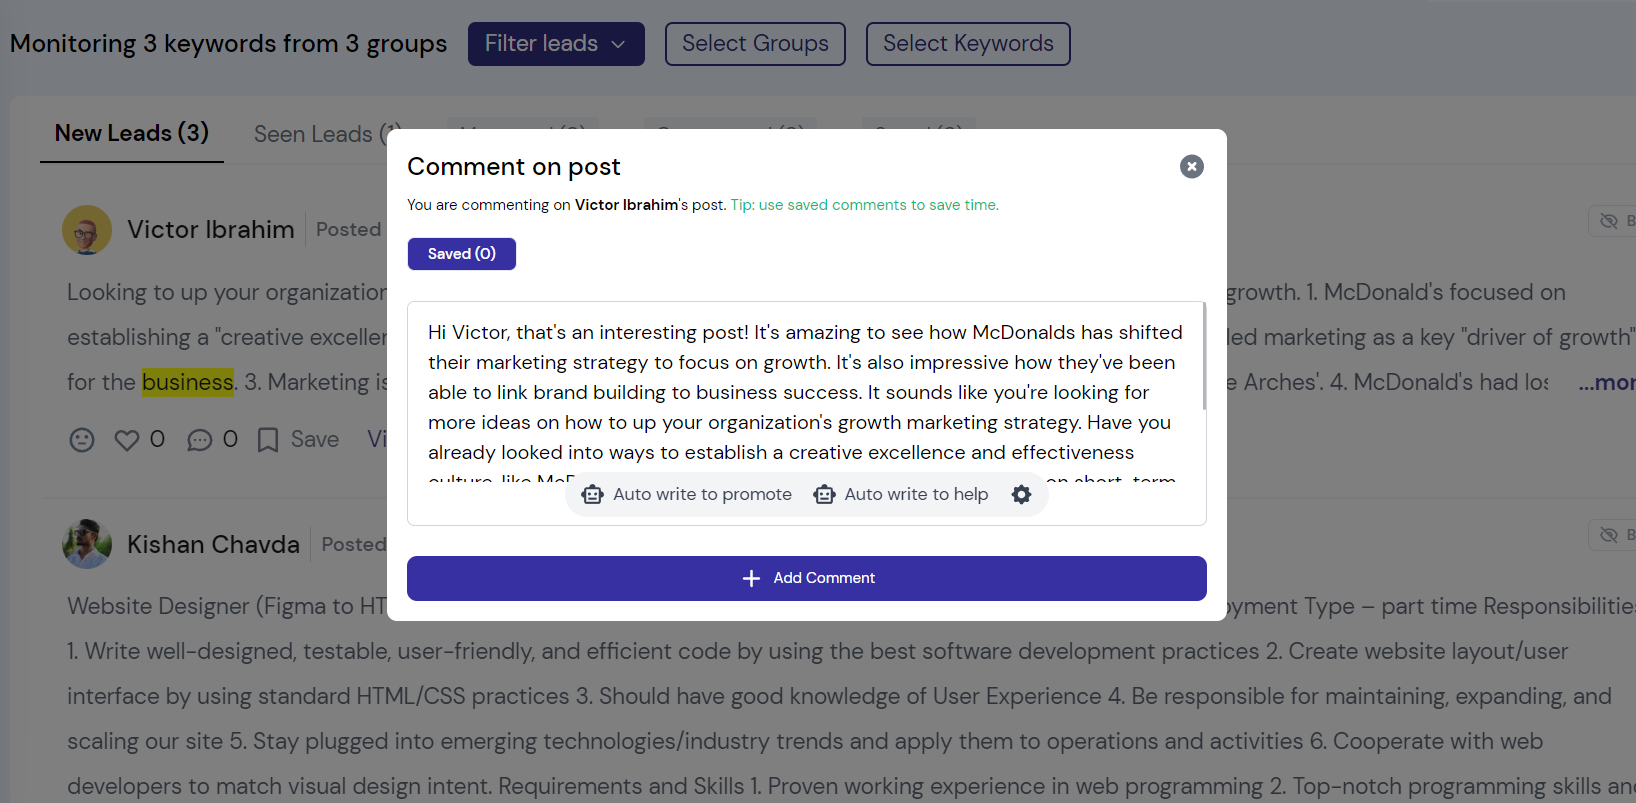 Monitoring 3 keywords from 3 groups Filter leads Select Groups Select Keywords
New Leads (3) Seen Leads (1)
Comment on post
You are commenting on Victor Ibrahim's post. Tip: use saved comments to save time.
Saved (0)
Victor Ibrahim Posted
Looking to up your organization growth. 1. McDonald's focused on
establishing a "creative excellen led marketing as a key "driver of growth"
for the business. 3. Marketing is e Arches'. 4. McDonald's had los ...mor
0 0 Save Vi
Hi Victor, that's an interesting post! It's amazing to see how McDonalds has shifted
their marketing strategy to focus on growth. It's also impressive how they've been
able to link brand building to business success. It sounds like you're looking for
more ideas on how to up your organization's growth marketing strategy. Have you
already looked into ways to establish a creative excellence and effectiveness
culture, like McD on short-term
Auto write to promote Auto write to help
Add Comment
Kishan Chavda Posted
Website Designer (Figma to HT oyment Type – part time Responsibilities
1. Write well-designed, testable, user-friendly, and efficient code by using the best software development practices 2. Create website layout/user
interface by using standard HTML/CSS practices 3. Should have good knowledge of User Experience 4. Be responsible for maintaining, expanding, and
scaling our site 5. Stay plugged into emerging technologies/industry trends and apply them to operations and activities 6. Cooperate with web
developers to match visual design intent. Requirements and Skills 1. Proven working experience in web programming 2. Top-notch programming skills and